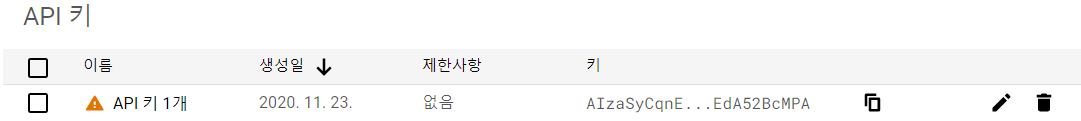 API 키
이름 생성일 제한사항 키
API 키 1개 2020. 11. 23. 없음 AIzaSyCqnE...EdA52BcMPA